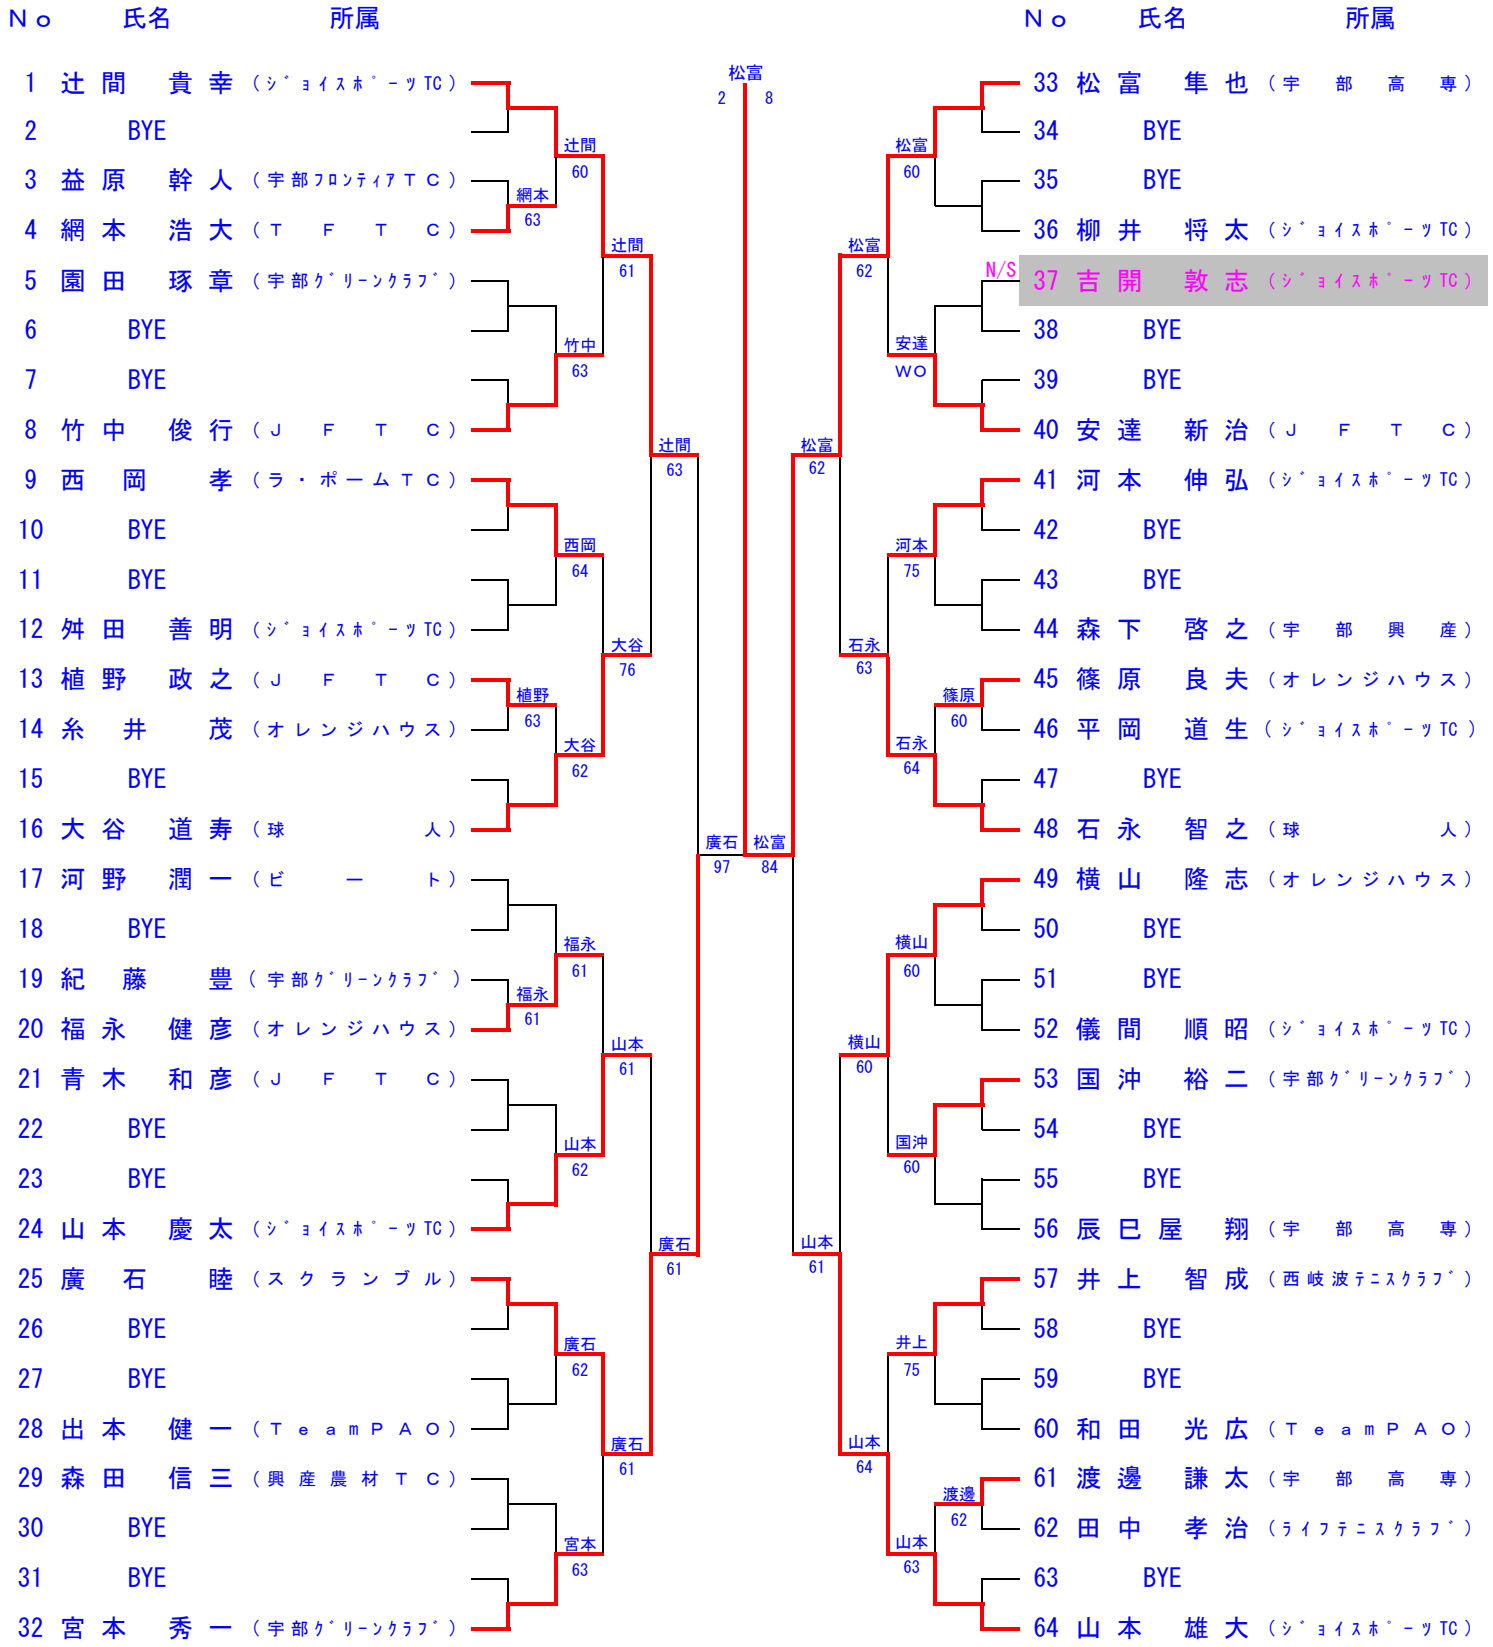 Ｎｏ 氏名 所属
1 辻間 貴幸 (ｼﾞｮｲｽﾎﾟｰﾂTC)
2 BYE
3 益原 幹人 (宇部ﾌﾛﾝﾃｨｱＴＣ)
4 網本 浩大 (ＴＦＴＣ)
5 園田 琢章 (宇部ｸﾞﾘｰﾝｸﾗﾌﾞ)
6 BYE
7 BYE
8 竹中 俊行 (ＪＦＴＣ)
9 西岡 孝 (ラ・ポームＴＣ)
10 BYE
11 BYE
12 舛田 善明 (ｼﾞｮｲｽﾎﾟｰﾂTC)
13 植野 政之 (ＪＦＴＣ)
14 糸井 茂 (オレンジハウス)
15 BYE
16 大谷 道寿 (球人)
17 河野 潤一 (ビート)
18 BYE
19 紀藤 豊 (宇部ｸﾞﾘｰﾝｸﾗﾌﾞ)
20 福永 健彦 (オレンジハウス)
21 青木 和彦 (ＪＦＴＣ)
22 BYE
23 BYE
24 山本 慶太 (ｼﾞｮｲｽﾎﾟｰﾂTC)
25 廣石 睦 (スクランブル)
26 BYE
27 BYE
28 出本 健一 (ＴｅａｍＰＡＯ)
29 森田 信三 (興産農材ＴＣ)
30 BYE
31 BYE
32 宮本 秀一 (宇部ｸﾞﾘｰﾝｸﾗﾌﾞ)
網本
63
植野
63
福永
61
辻間
60
竹中
63
西岡
64
大谷
62
福永
61
山本
62
廣石
62
宮本
63
辻間
61
大谷
76
山本
61
廣石
61
辻間
63
廣石
61
廣石
97
松富
2 8
松富
84
松富
62
山本
61
松富
62
石永
63
横山
60
山本
64
松富
60
安達
ＷＯ
河本
75
石永
64
横山
60
国沖
60
井上
75
山本
63
N/S
篠原
60
渡邊
62
Ｎｏ 氏名 所属
33 松富 隼也 (宇部高専)
34 BYE
35 BYE
36 柳井 将太 (ｼﾞｮｲｽﾎﾟｰﾂTC)
37 吉開 敦志 (ｼﾞｮｲｽﾎﾟｰﾂTC)
38 BYE
39 BYE
40 安達 新治 (ＪＦＴＣ)
41 河本 伸弘 (ｼﾞｮｲｽﾎﾟｰﾂTC)
42 BYE
43 BYE
44 森下 啓之 (宇部興産)
45 篠原 良夫 (オレンジハウス)
46 平岡 道生 (ｼﾞｮｲｽﾎﾟｰﾂTC)
47 BYE
48 石永 智之 (球人)
49 横山 隆志 (オレンジハウス)
50 BYE
51 BYE
52 儀間 順昭 (ｼﾞｮｲｽﾎﾟｰﾂTC)
53 国沖 裕二 (宇部ｸﾞﾘｰﾝｸﾗﾌﾞ)
54 BYE
55 BYE
56 辰巳屋 翔 (宇部高専)
57 井上 智成 (西岐波ﾃﾆｽｸﾗﾌﾞ)
58 BYE
59 BYE
60 和田 光広 (ＴｅａｍＰＡＯ)
61 渡邊 謙太 (宇部高専)
62 田中 孝治 (ﾗｲﾌﾃﾆｽｸﾗﾌﾞ)
63 BYE
64 山本 雄大 (ｼﾞｮｲｽﾎﾟｰﾂTC)